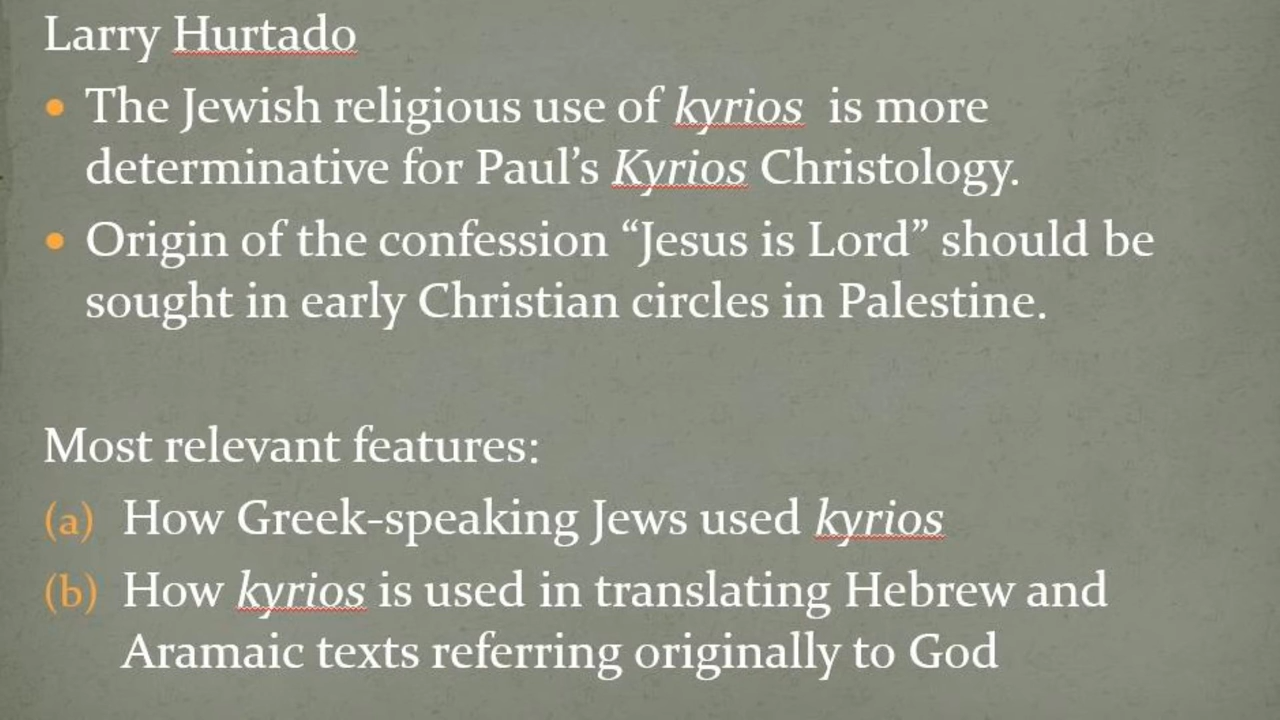 Larry Hurtado
• The Jewish religious use of kyrios is more
determinative for Paul’s Kyrios Christology.
• Origin of the confession “Jesus is Lord” should be
sought in early Christian circles in Palestine.
Most relevant features:
(a) How Greek-speaking Jews used kyrios
(b) How kyrios is used in translating Hebrew and
Aramaic texts referring originally to God